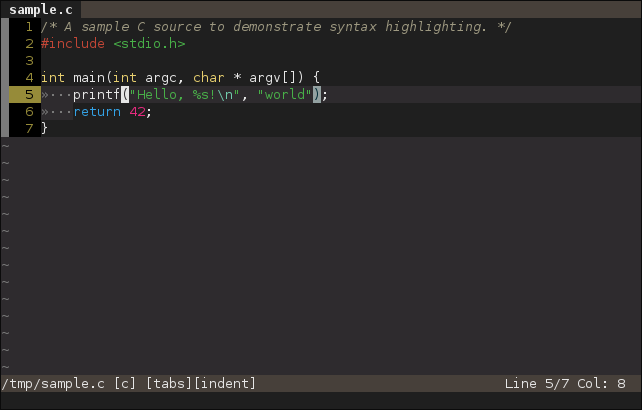 sample.c
1 /* A sample C source to demonstrate syntax highlighting. */
2 #include <stdio.h>
3
4 int main(int argc, char * argv[]) {
5 »···printf("Hello, %s!\n", "world");
6 »···return 42;
7 }
~
~
~
~
~
~
~
~
~
~
~
~
~
~
/tmp/sample.c [c] [tabs][indent] Line 5/7 Col: 8